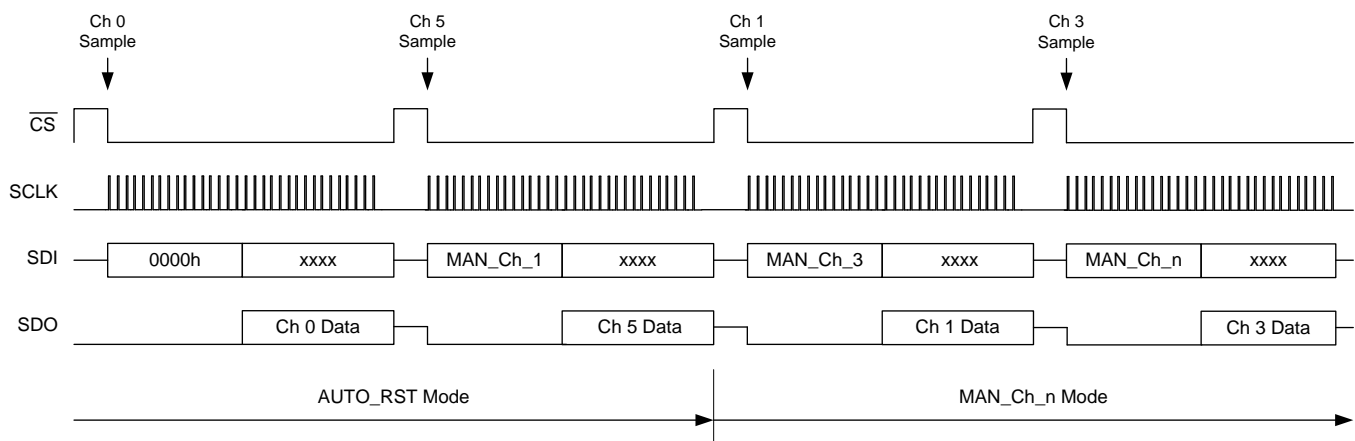 Ch 0
Sample
Ch 5
Sample
Ch 1
Sample
Ch 3
Sample
CS
SCLK
SDI
0000h
xxxx
MAN_Ch_1
xxxx
MAN_Ch_3
xxxx
MAN_Ch_n
xxxx
SDO
Ch 0 Data
Ch 5 Data
Ch 1 Data
Ch 3 Data
AUTO_RST Mode
MAN_Ch_n Mode